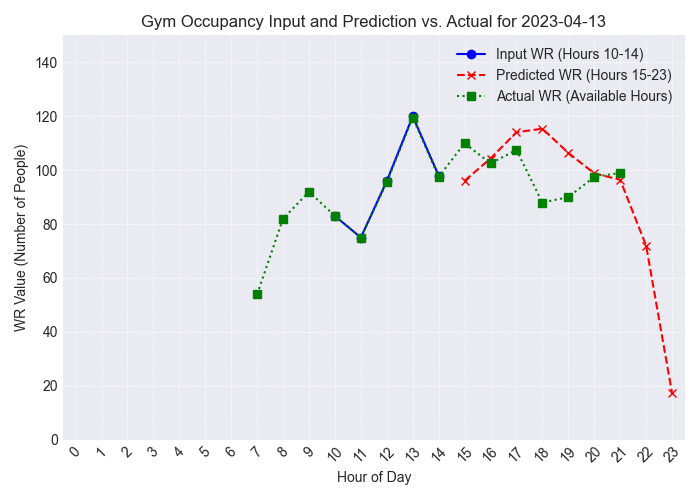 Gym Occupancy Input and Prediction vs. Actual for 2023-04-13
Input WR (Hours 10-14)
Predicted WR (Hours 15-23)
Actual WR (Available Hours)
WR Value (Number of People)
140
120
100
80
60
40
20
0
0 1 2 3 4 5 6 7 8 9 10 11 12 13 14 15 16 17 18 19 20 21 22 23
Hour of Day